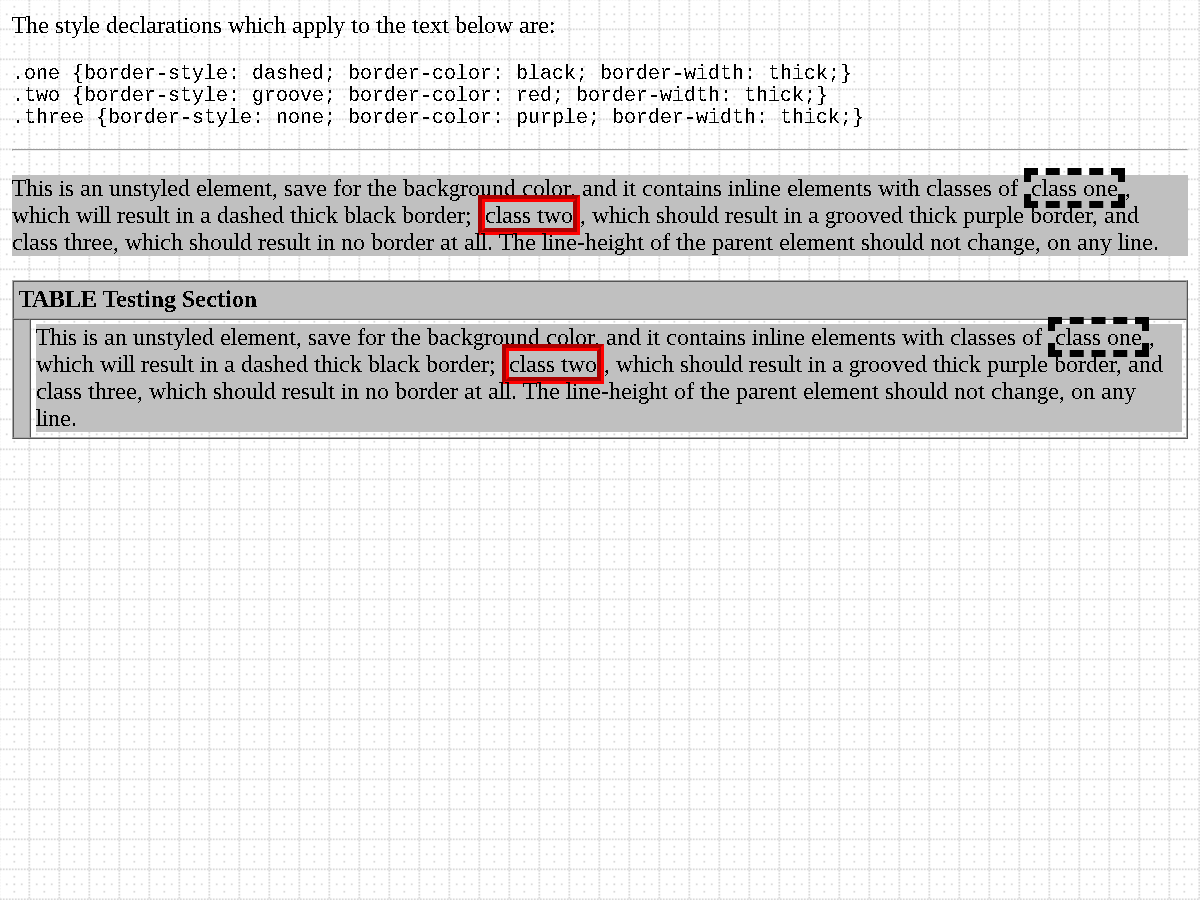 The style declarations which apply to the text below are:
.one {border-style: dashed; border-color: black; border-width: thick;}
.two {border-style: groove; border-color: red; border-width: thick;}
.three {border-style: none; border-color: purple; border-width: thick;}
This is an unstyled element, save for the background color, and it contains inline elements with classes of class one,
which will result in a dashed thick black border; class two, which should result in a grooved thick purple border, and
class three, which should result in no border at all. The line-height of the parent element should not change, on any line.
TABLE Testing Section
This is an unstyled element, save for the background color, and it contains inline elements with classes of class one,
which will result in a dashed thick black border; class two, which should result in a grooved thick purple border, and
class three, which should result in no border at all. The line-height of the parent element should not change, on any
line.